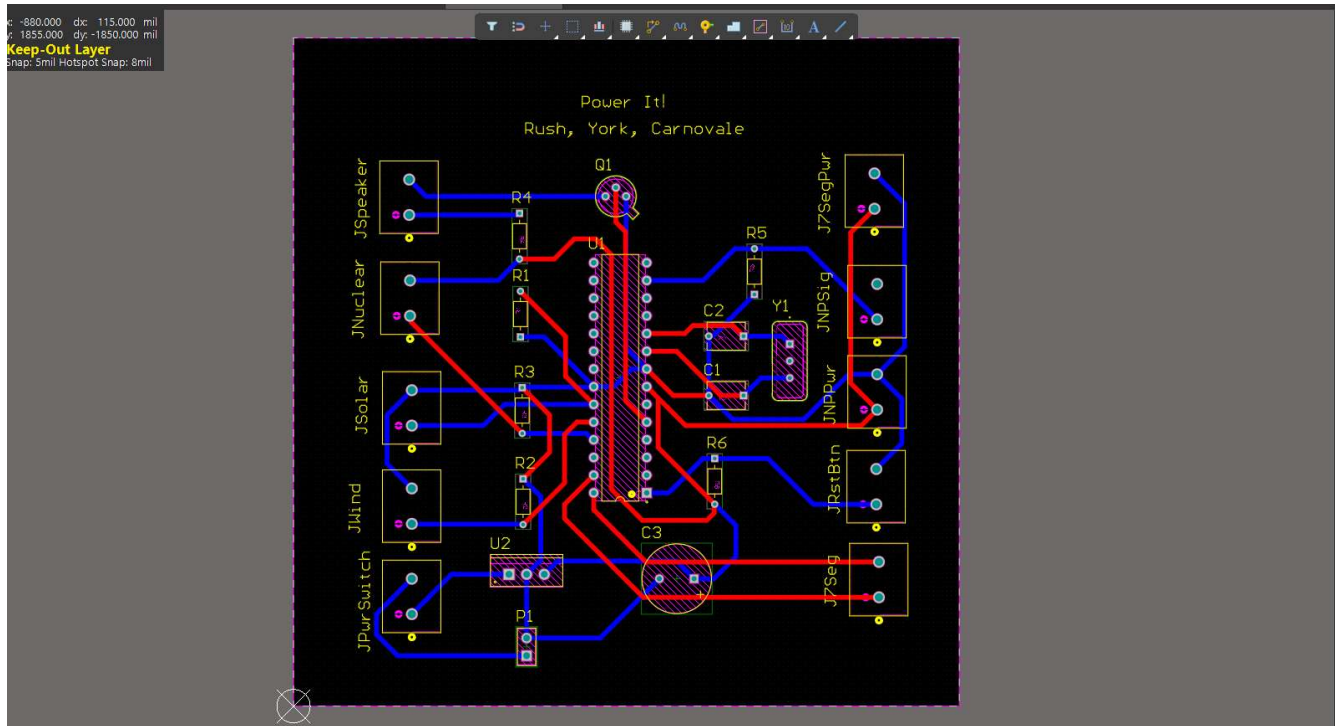 x: -880.000 dx: 115.000 mil
y: 1855.000 dy: -1850.000 mil
Keep-Out Layer
Snap: 5mil Hotspot Snap: 8mil
Power It!
Rush, York, Carnovale
JSpeaker
Q1
J7SegPwr
R4
U1
R5
JNuclear
R1
JNPSig
C2
Y1
JSolar
R3
C1
JNPPwr
R2
R6
JWind
JRstBtn
U2
C3
JPwrSwitch
J7Seg
P1
+